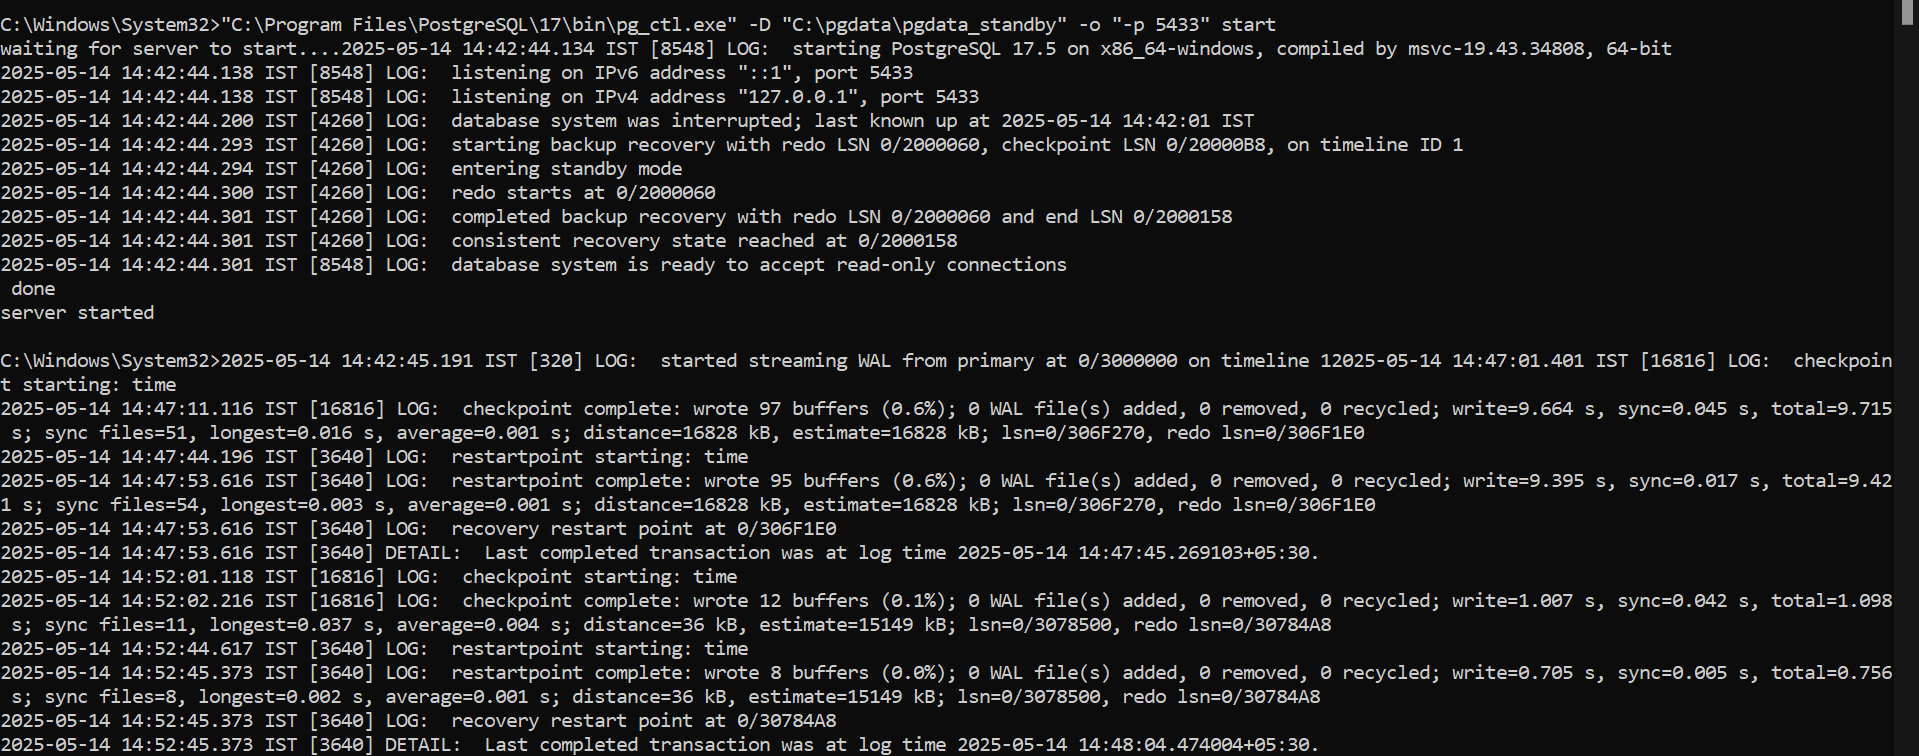 C:\Windows\System32>"C:\Program Files\PostgreSQL\17\bin\pg_ctl.exe" -D "C:\pgdata\pgdata_standby" -o "-p 5433" start
waiting for server to start....2025-05-14 14:42:44.134 IST [8548] LOG:  starting PostgreSQL 17.5 on x86_64-windows, compiled by msvc-19.43.34808, 64-bit
2025-05-14 14:42:44.138 IST [8548] LOG:  listening on IPv6 address "::1", port 5433
2025-05-14 14:42:44.138 IST [8548] LOG:  listening on IPv4 address "127.0.0.1", port 5433
2025-05-14 14:42:44.200 IST [4260] LOG:  database system was interrupted; last known up at 2025-05-14 14:42:01 IST
2025-05-14 14:42:44.293 IST [4260] LOG:  starting backup recovery with redo LSN 0/2000060, checkpoint LSN 0/20000B8, on timeline ID 1
2025-05-14 14:42:44.294 IST [4260] LOG:  entering standby mode
2025-05-14 14:42:44.300 IST [4260] LOG:  redo starts at 0/2000060
2025-05-14 14:42:44.301 IST [4260] LOG:  completed backup recovery with redo LSN 0/2000060 and end LSN 0/2000158
2025-05-14 14:42:44.301 IST [4260] LOG:  consistent recovery state reached at 0/2000158
2025-05-14 14:42:44.301 IST [8548] LOG:  database system is ready to accept read-only connections
 done
server started

C:\Windows\System32>2025-05-14 14:42:45.191 IST [320] LOG:  started streaming WAL from primary at 0/3000000 on timeline 12025-05-14 14:47:01.401 IST [16816] LOG:  checkpoin
t starting: time
2025-05-14 14:47:11.116 IST [16816] LOG:  checkpoint complete: wrote 97 buffers (0.6%); 0 WAL file(s) added, 0 removed, 0 recycled; write=9.664 s, sync=0.045 s, total=9.715
 s; sync files=51, longest=0.016 s, average=0.001 s; distance=16828 kB, estimate=16828 kB; lsn=0/306F270, redo lsn=0/306F1E0
2025-05-14 14:47:44.196 IST [3640] LOG:  restartpoint starting: time
2025-05-14 14:47:53.616 IST [3640] LOG:  restartpoint complete: wrote 95 buffers (0.6%); 0 WAL file(s) added, 0 removed, 0 recycled; write=9.395 s, sync=0.017 s, total=9.42
1 s; sync files=54, longest=0.003 s, average=0.001 s; distance=16828 kB, estimate=16828 kB; lsn=0/306F270, redo lsn=0/306F1E0
2025-05-14 14:47:53.616 IST [3640] LOG:  recovery restart point at 0/306F1E0
2025-05-14 14:47:53.616 IST [3640] DETAIL:  Last completed transaction was at log time 2025-05-14 14:47:45.269103+05:30.
2025-05-14 14:52:01.118 IST [16816] LOG:  checkpoint starting: time
2025-05-14 14:52:02.216 IST [16816] LOG:  checkpoint complete: wrote 12 buffers (0.1%); 0 WAL file(s) added, 0 removed, 0 recycled; write=1.007 s, sync=0.042 s, total=1.098
 s; sync files=11, longest=0.037 s, average=0.004 s; distance=36 kB, estimate=15149 kB; lsn=0/3078500, redo lsn=0/30784A8
2025-05-14 14:52:44.617 IST [3640] LOG:  restartpoint starting: time
2025-05-14 14:52:45.373 IST [3640] LOG:  restartpoint complete: wrote 8 buffers (0.0%); 0 WAL file(s) added, 0 removed, 0 recycled; write=0.705 s, sync=0.005 s, total=0.756
 s; sync files=8, longest=0.002 s, average=0.001 s; distance=36 kB, estimate=15149 kB; lsn=0/3078500, redo lsn=0/30784A8
2025-05-14 14:52:45.373 IST [3640] LOG:  recovery restart point at 0/30784A8
2025-05-14 14:52:45.373 IST [3640] DETAIL:  Last completed transaction was at log time 2025-05-14 14:48:04.474004+05:30.